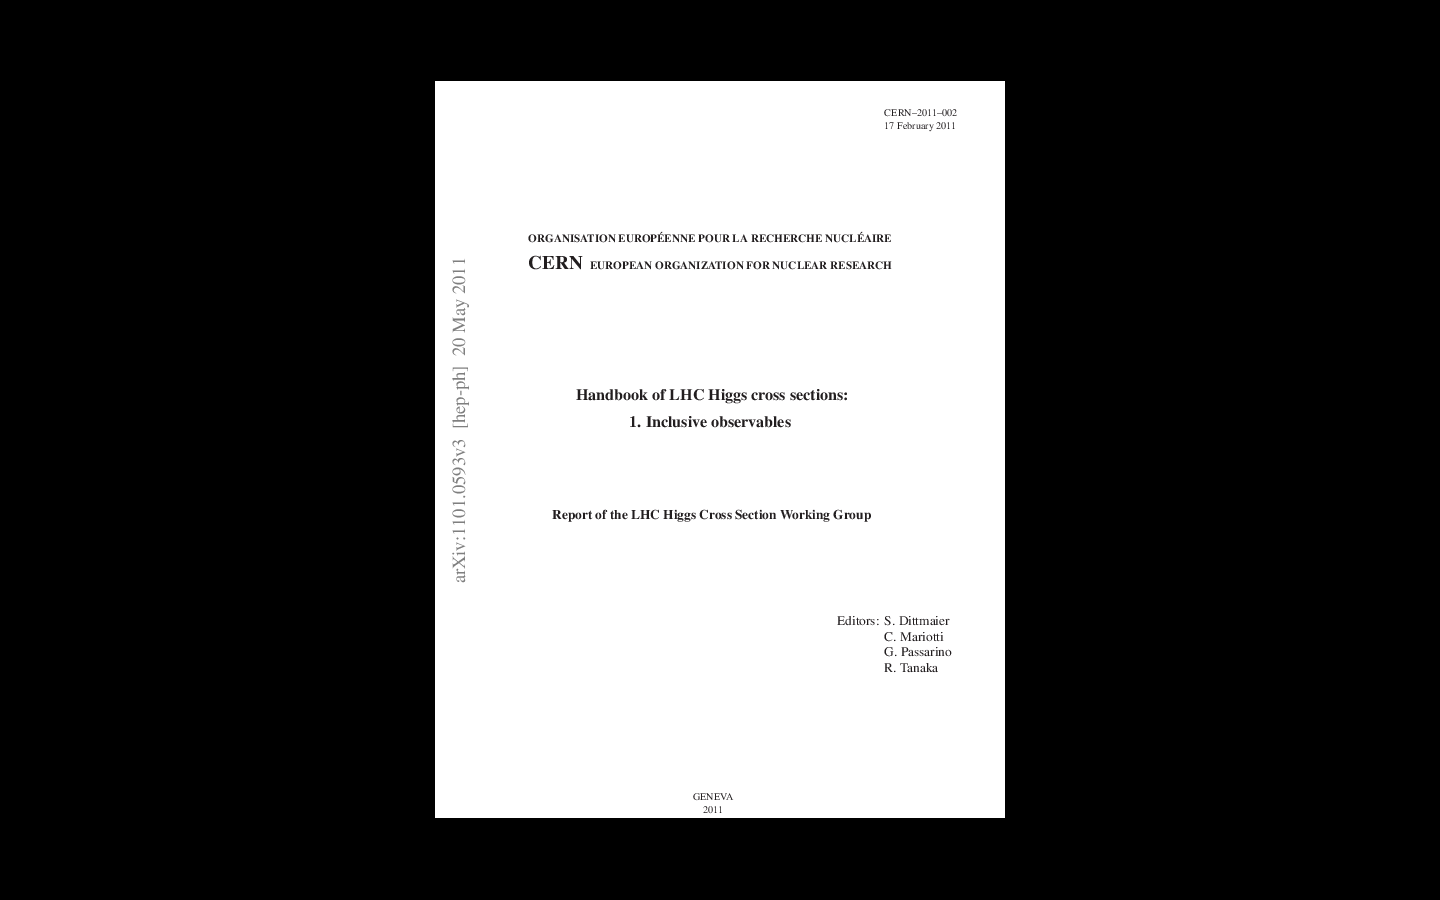 CERN–2011–002
17 February 2011
ORGANISATION EUROPÉENNE POUR LA RECHERCHE NUCLÉAIRE
CERN EUROPEAN ORGANIZATION FOR NUCLEAR RESEARCH
arXiv:1101.0593v3 [hep-ph] 20 May 2011
Handbook of LHC Higgs cross sections:
1. Inclusive observables
Report of the LHC Higgs Cross Section Working Group
Editors: S. Dittmaier
C. Mariotti
G. Passarino
R. Tanaka
GENEVA
2011